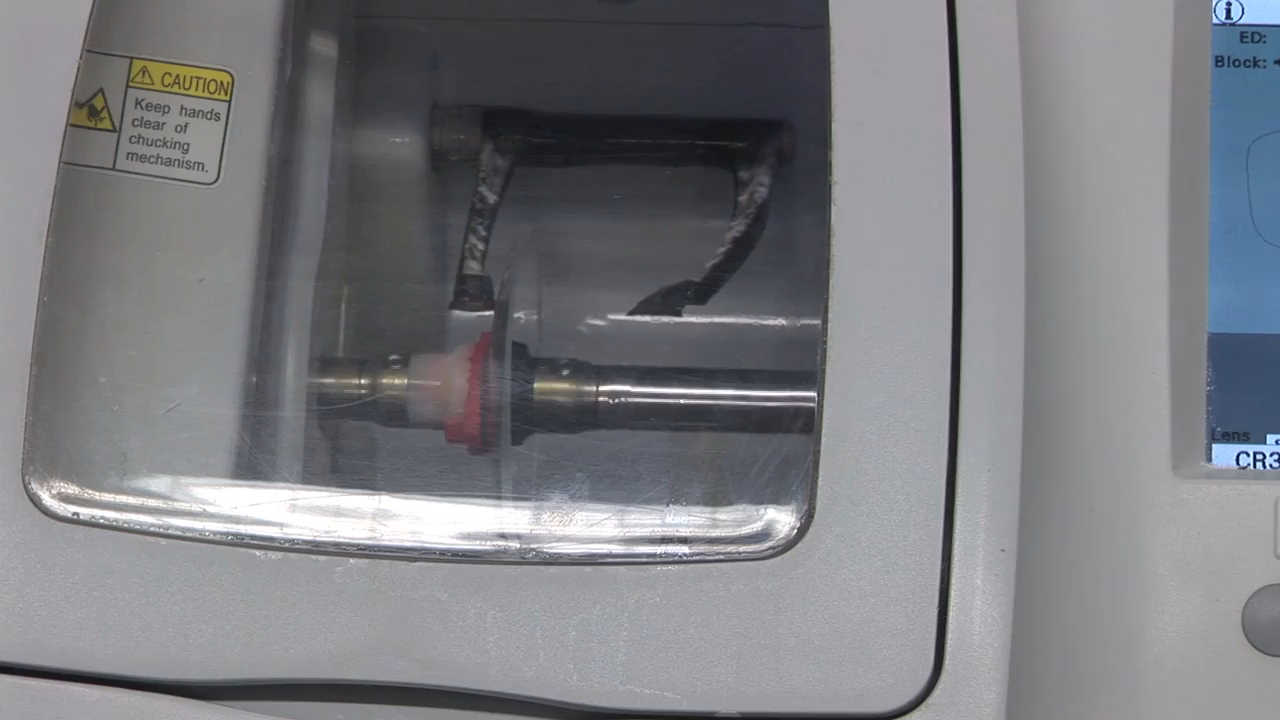 CAUTION
Keep hands
clear of
chucking
mechanism.
ED:
Block:
Lens
CR3